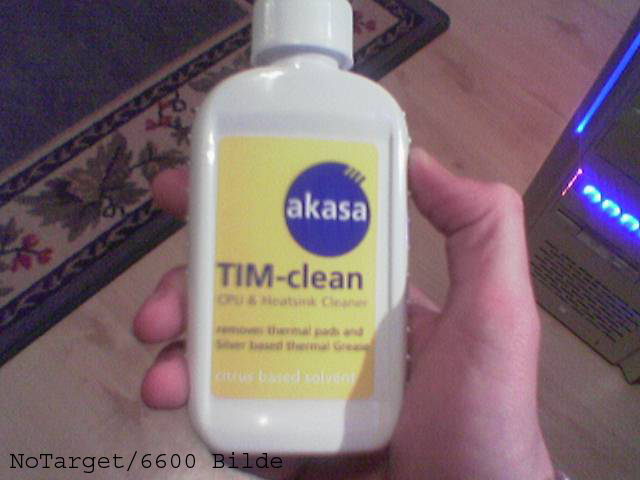 akasa
TIM-clean
CPU & Heatsink Cleaner
removes thermal pads and
Silver based thermal Grease
citrus based solvent
NoTarget/6600 Bilde